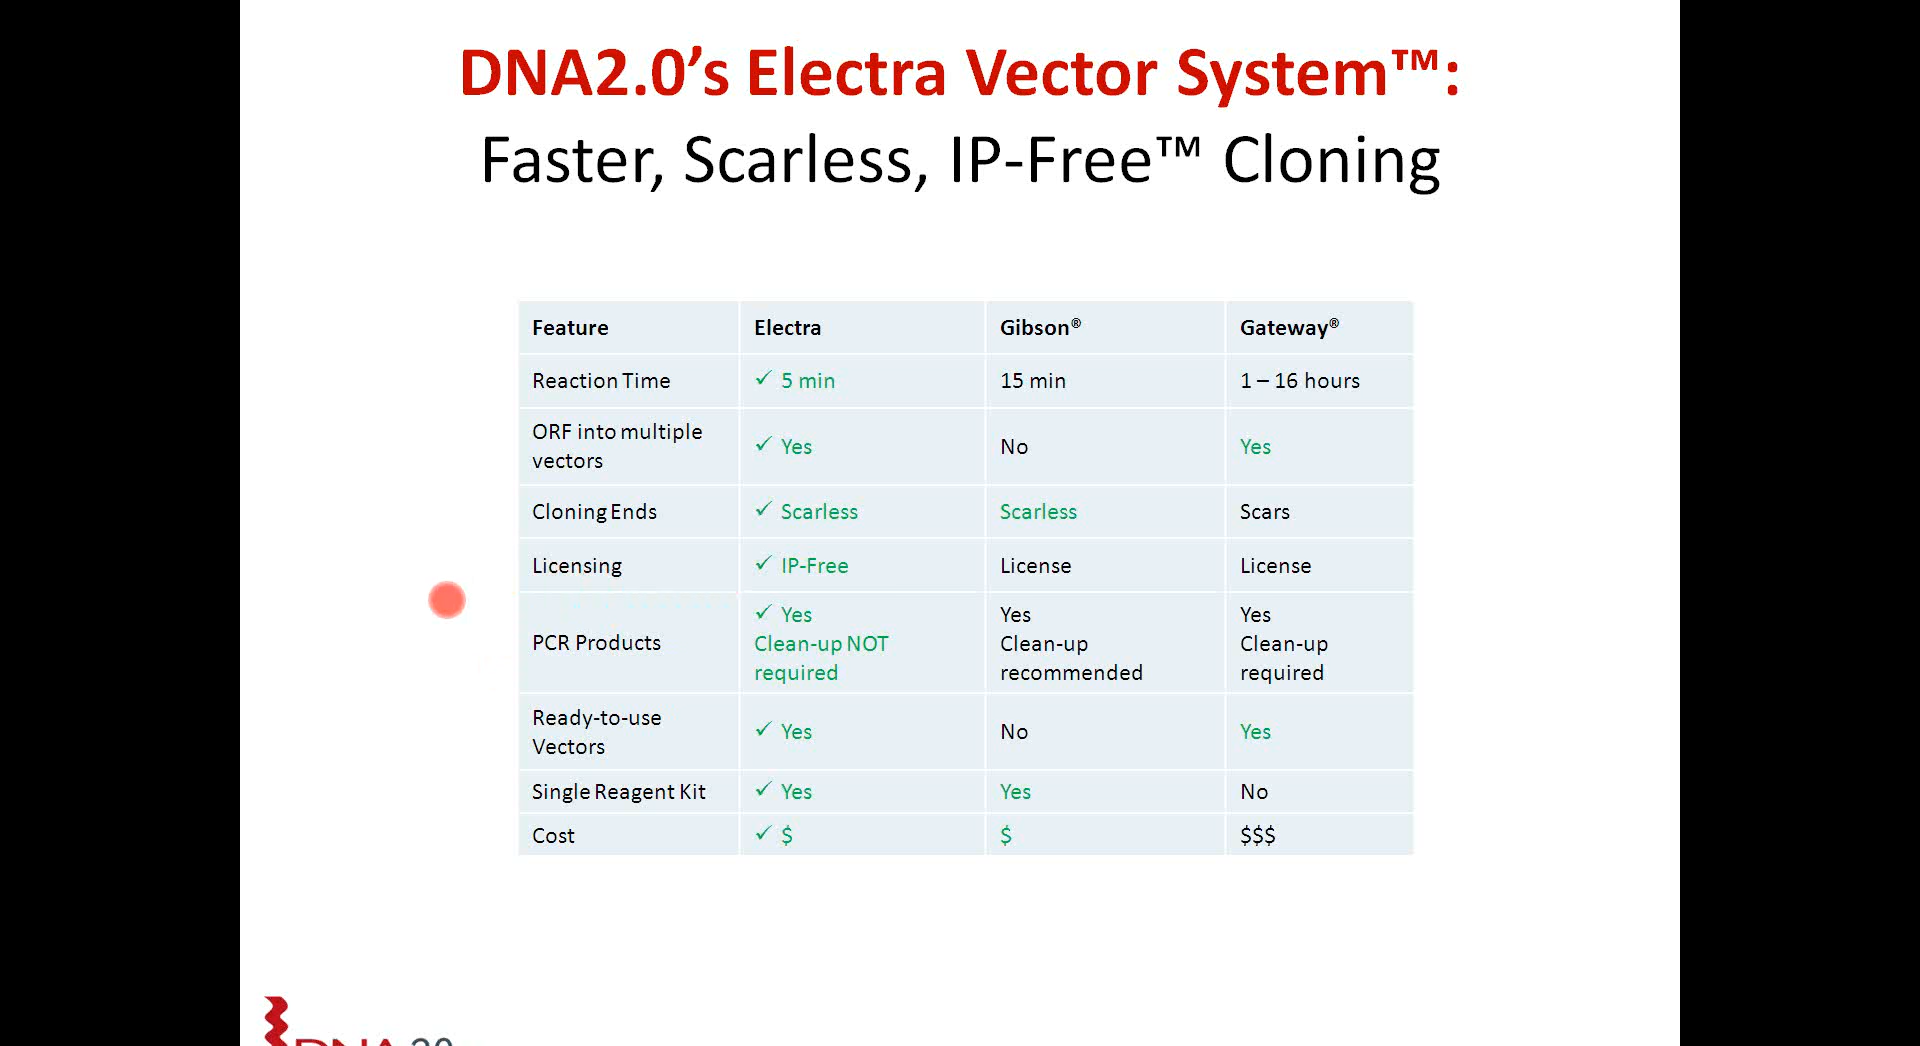 DNA2.0’s Electra Vector System™:
Faster, Scarless, IP-Free™ Cloning
Feature Electra Gibson® Gateway®
Reaction Time ✓ 5 min 15 min 1 – 16 hours
ORF into multiple vectors ✓ Yes No Yes
Cloning Ends ✓ Scarless Scarless Scars
Licensing ✓ IP-Free License License
PCR Products ✓ Yes Clean-up NOT required Yes Clean-up recommended Yes Clean-up required
Ready-to-use Vectors ✓ Yes No Yes
Single Reagent Kit ✓ Yes Yes No
Cost ✓ $ $ $$$
DNA20